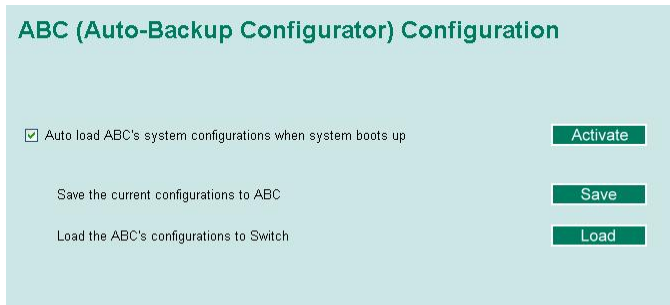 ABC (Auto-Backup Configurator) Configuration
Auto load ABC's system configurations when system boots up Activate
Save the current configurations to ABC Save
Load the ABC's configurations to Switch Load